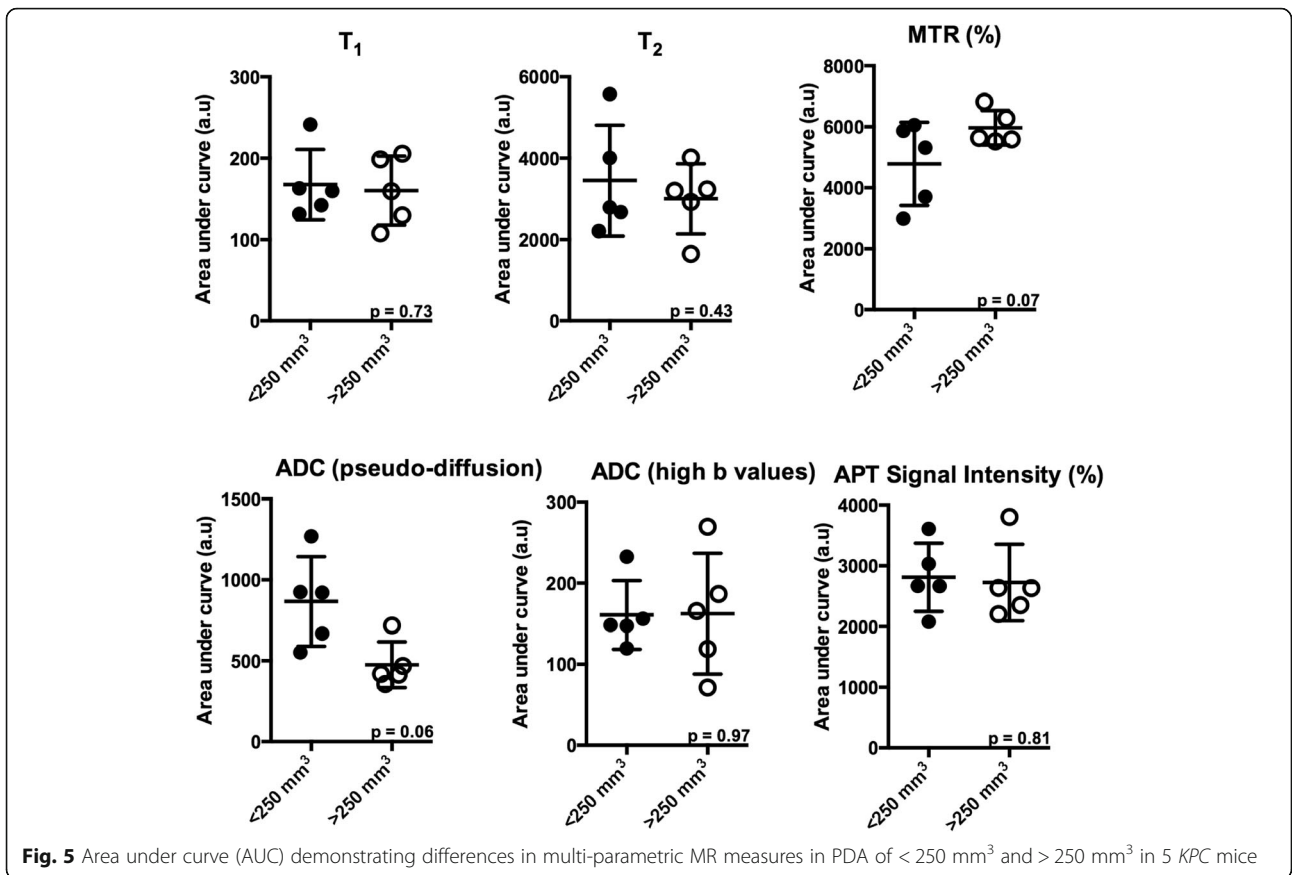 T₁
Area under curve (a.u)
300
200
100
0
p = 0.73
<250 mm³
>250 mm³
T₂
Area under curve (a.u)
6000
4000
2000
0
p = 0.43
<250 mm³
>250 mm³
MTR (%)
Area under curve (a.u)
8000
6000
4000
2000
0
p = 0.07
<250 mm³
>250 mm³
ADC (pseudo-diffusion)
Area under curve (a.u)
1500
1000
500
0
p = 0.06
<250 mm³
>250 mm³
ADC (high b values)
Area under curve (a.u)
300
200
100
0
p = 0.97
<250 mm³
>250 mm³
APT Signal Intensity (%)
Area under curve (a.u)
4000
3000
2000
1000
0
p = 0.81
<250 mm³
>250 mm³
Fig. 5 Area under curve (AUC) demonstrating differences in multi-parametric MR measures in PDA of < 250 mm³ and > 250 mm³ in 5 KPC mice